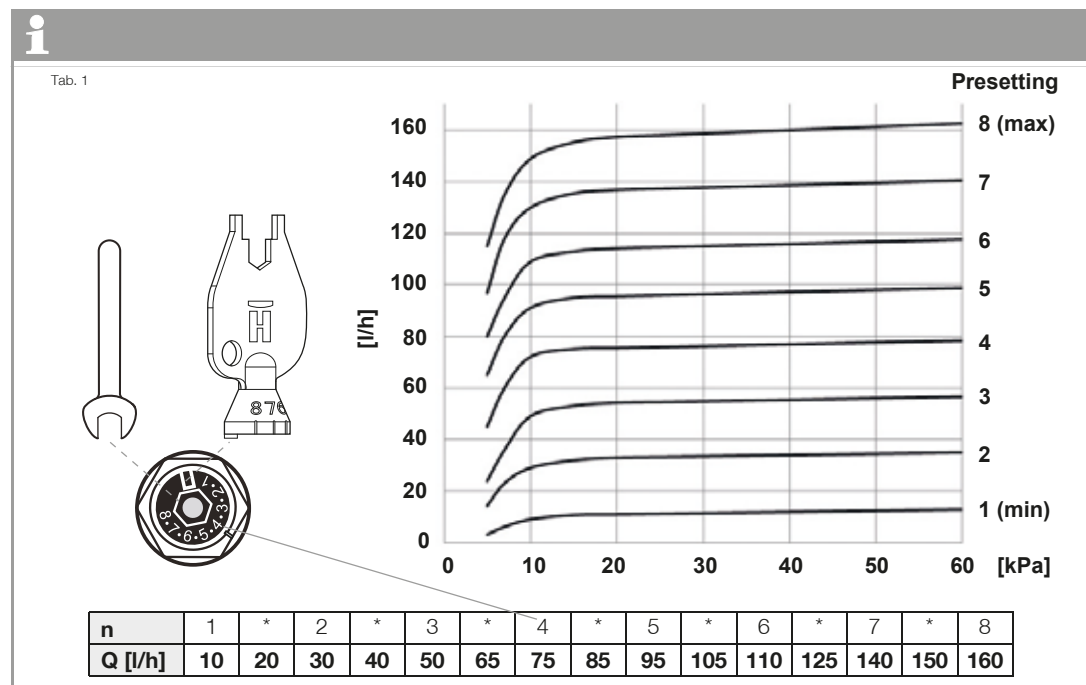 i
Tab. 1
Presetting
160
140
120
100
80
60
40
20
0
[l/h]
8 (max)
7
6
5
4
3
2
1 (min)
0 10 20 30 40 50 60 [kPa]
H
876
1·2·3·4·5·6·7·8
n 1 * 2 * 3 * 4 * 5 * 6 * 7 * 8
Q [l/h] 10 20 30 40 50 65 75 85 95 105 110 125 140 150 160